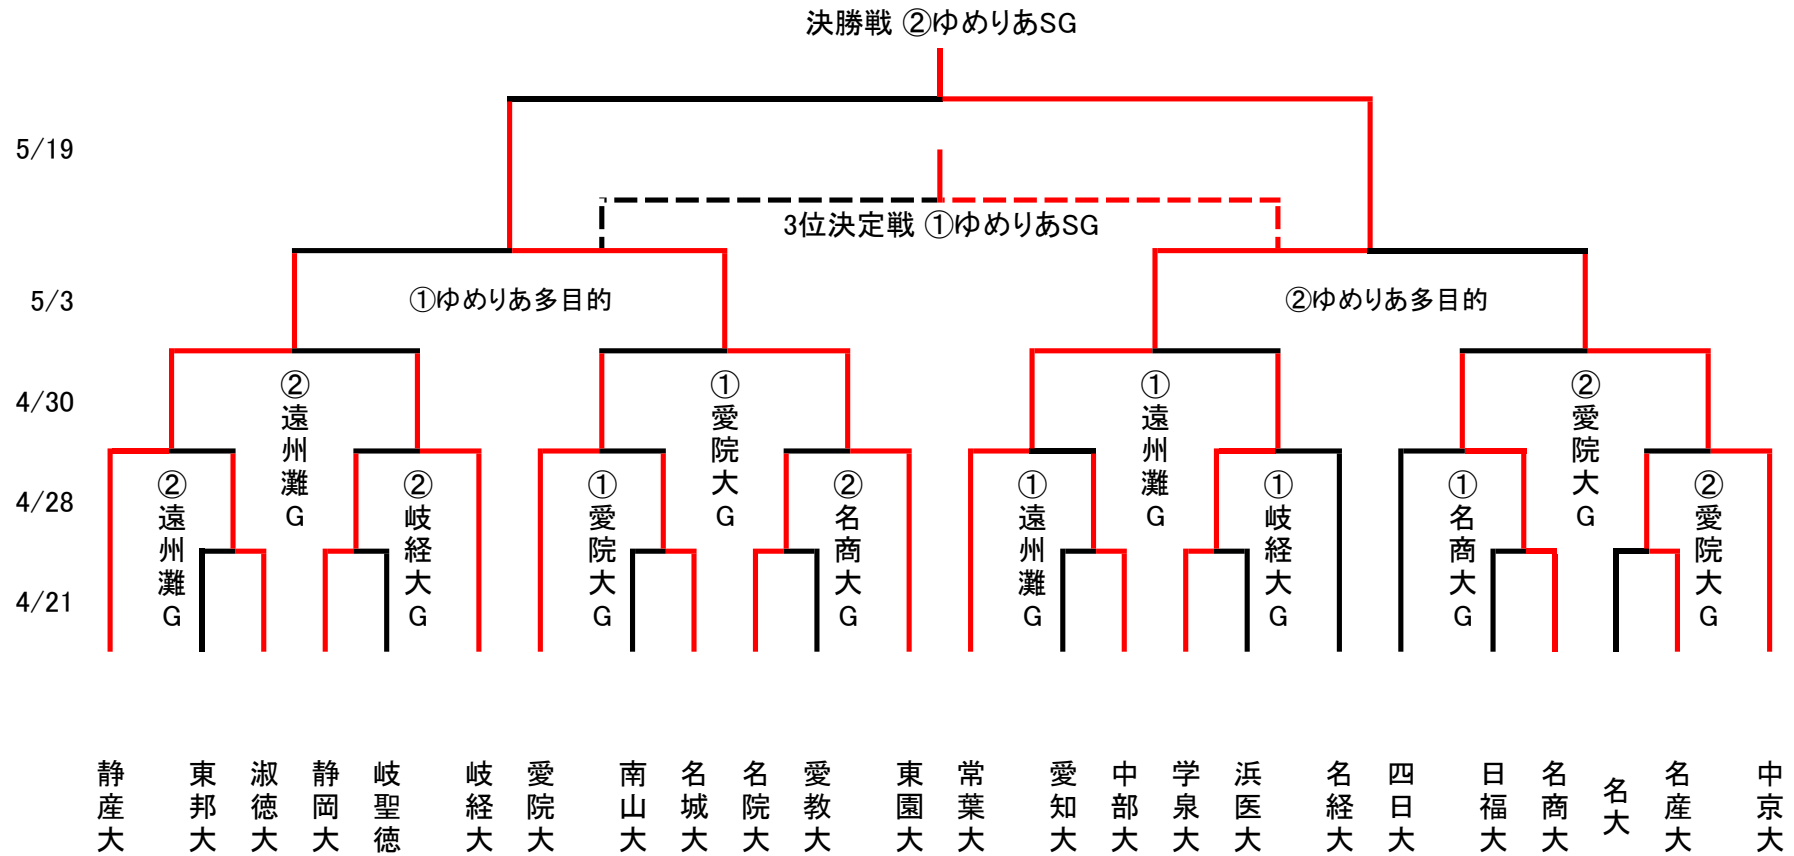 決勝戦 ②ゆめりあSG
5/19
3位決定戦 ①ゆめりあSG
5/3
①ゆめりあ多目的
②ゆめりあ多目的
4/30
②遠州灘G
①愛院大G
①遠州灘G
②愛院大G
4/28
②遠州灘G
②岐経大G
①愛院大G
②名商大G
①遠州灘G
①岐経大G
①名商大G
②愛院大G
4/21
静産大
東邦大
淑徳大
静岡大
岐聖徳
岐経大
愛院大
南山大
名城大
名院大
愛教大
東園大
常葉大
愛知大
中部大
学泉大
浜医大
名経大
四日大
日福大
名商大
名大
名産大
中京大